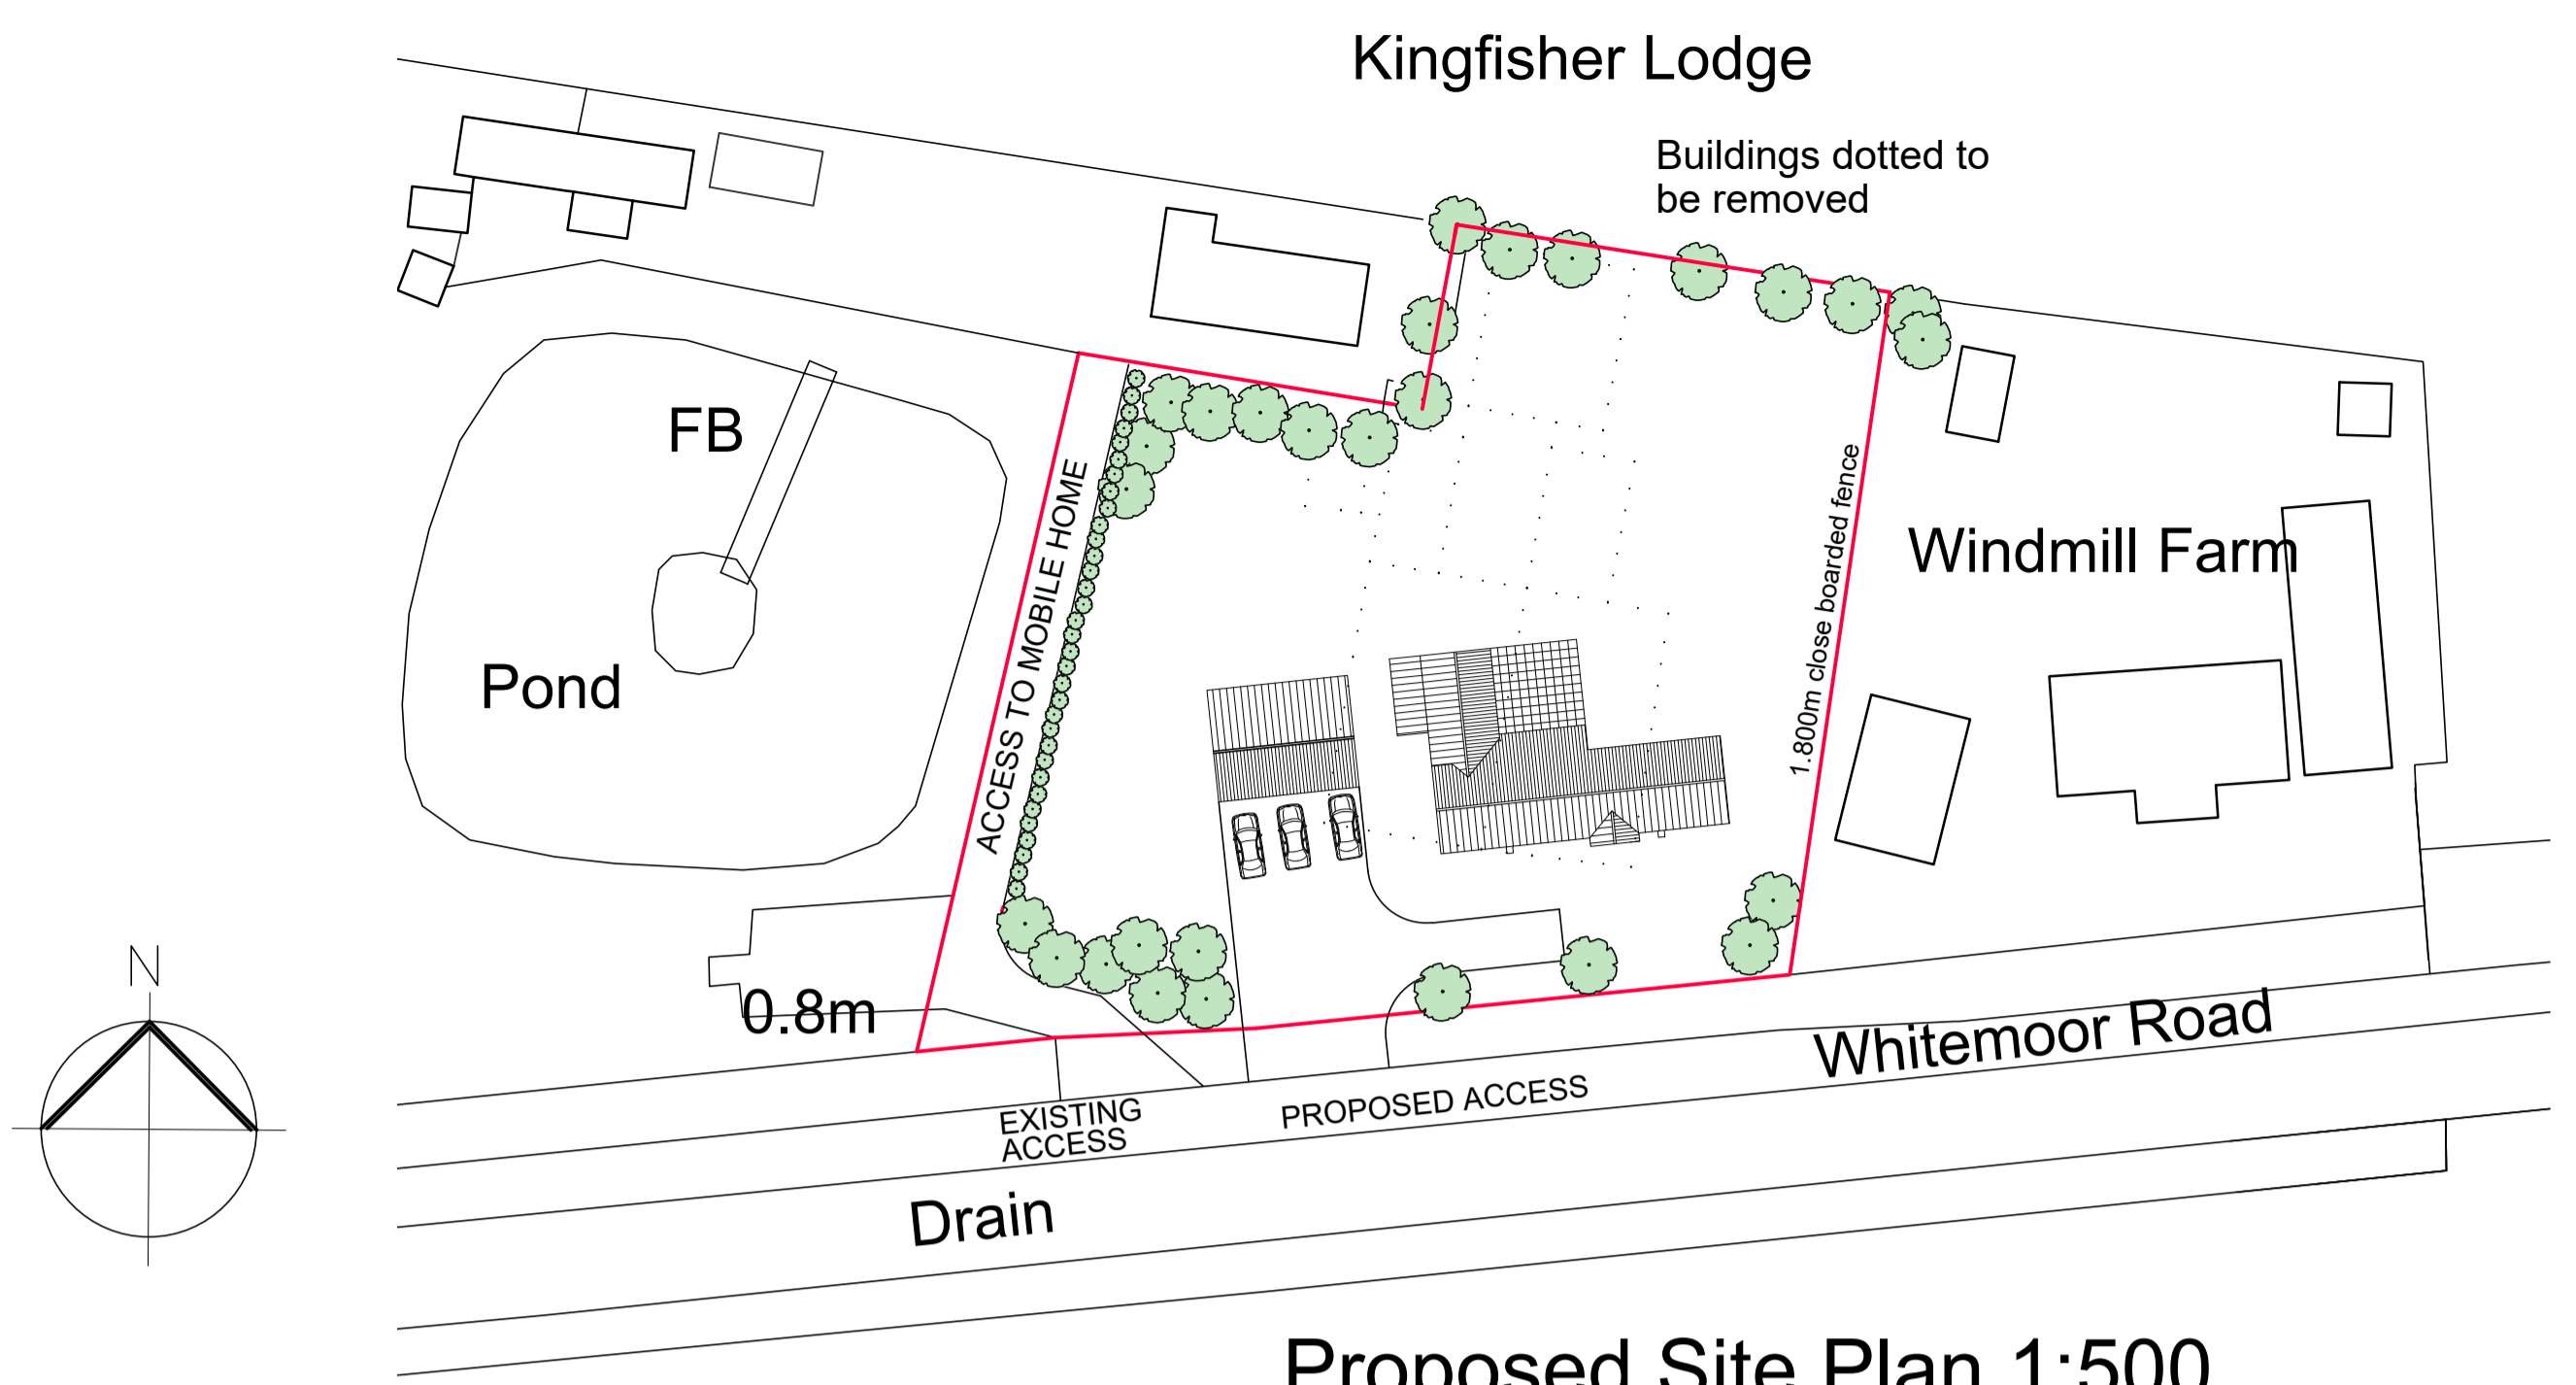 Kingfisher Lodge
Buildings dotted to
be removed
FB
Pond
ACCESS TO MOBILE HOME
1.800m close boarded fence
Windmill Farm
N
0.8m
Whitemoor Road
EXISTING
ACCESS
PROPOSED ACCESS
Drain
Proposed Site Plan 1:500